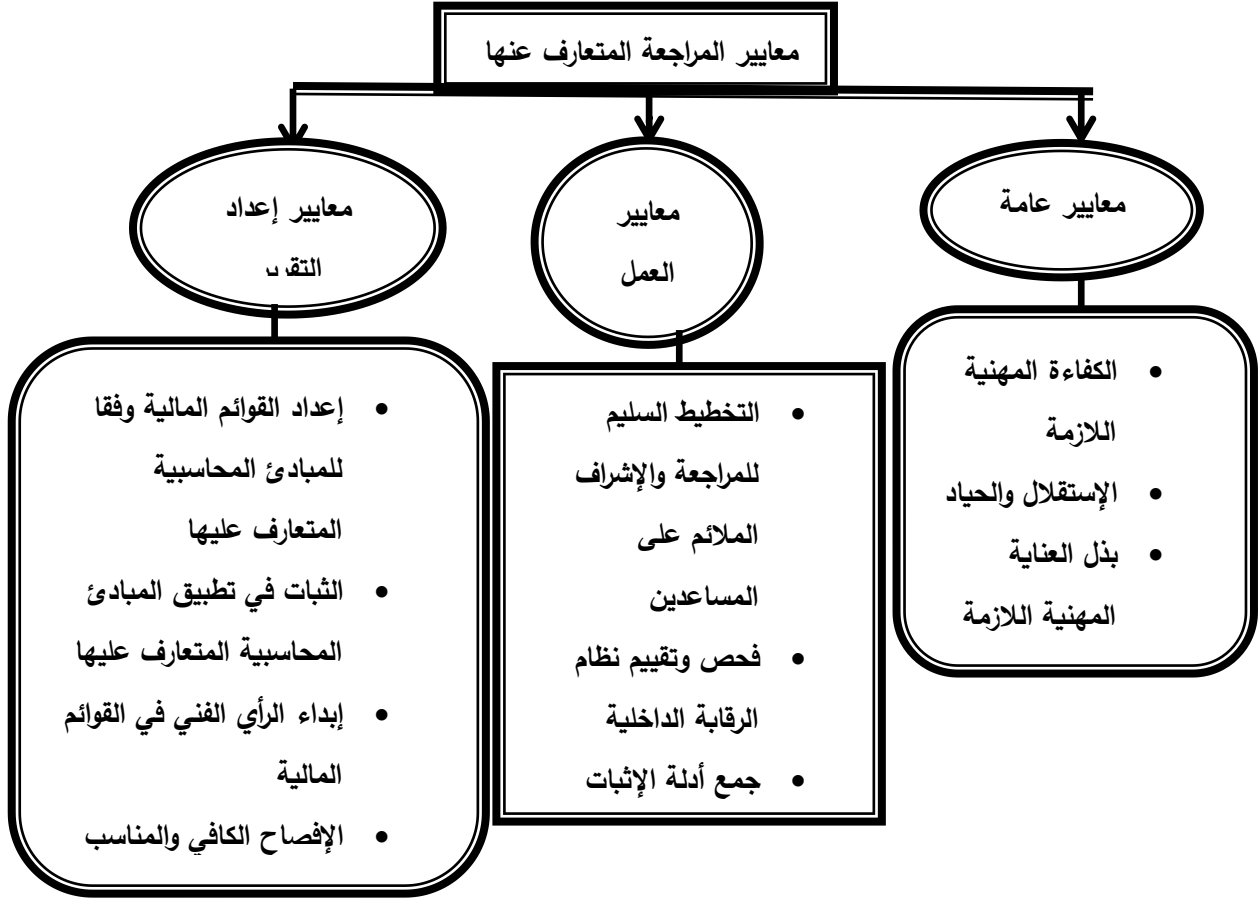 معايير المراجعة المتعارف عنها
معايير عامة
معايير
العمل
معايير إعداد
التقرير
• الكفاءة المهنية
اللازمة
• الإستقلال والحياد
• بذل العناية
المهنية اللازمة
• التخطيط السليم
للمراجعة والإشراف
الملائم على
المساعدين
• فحص وتقييم نظام
الرقابة الداخلية
• جمع أدلة الإثبات
• إعداد القوائم المالية وفقا
للمبادئ المحاسبية
المتعارف عليها
• الثبات في تطبيق المبادئ
المحاسبية المتعارف عليها
• إبداء الرأي الفني في القوائم
المالية
• الإفصاح الكافي والمناسب